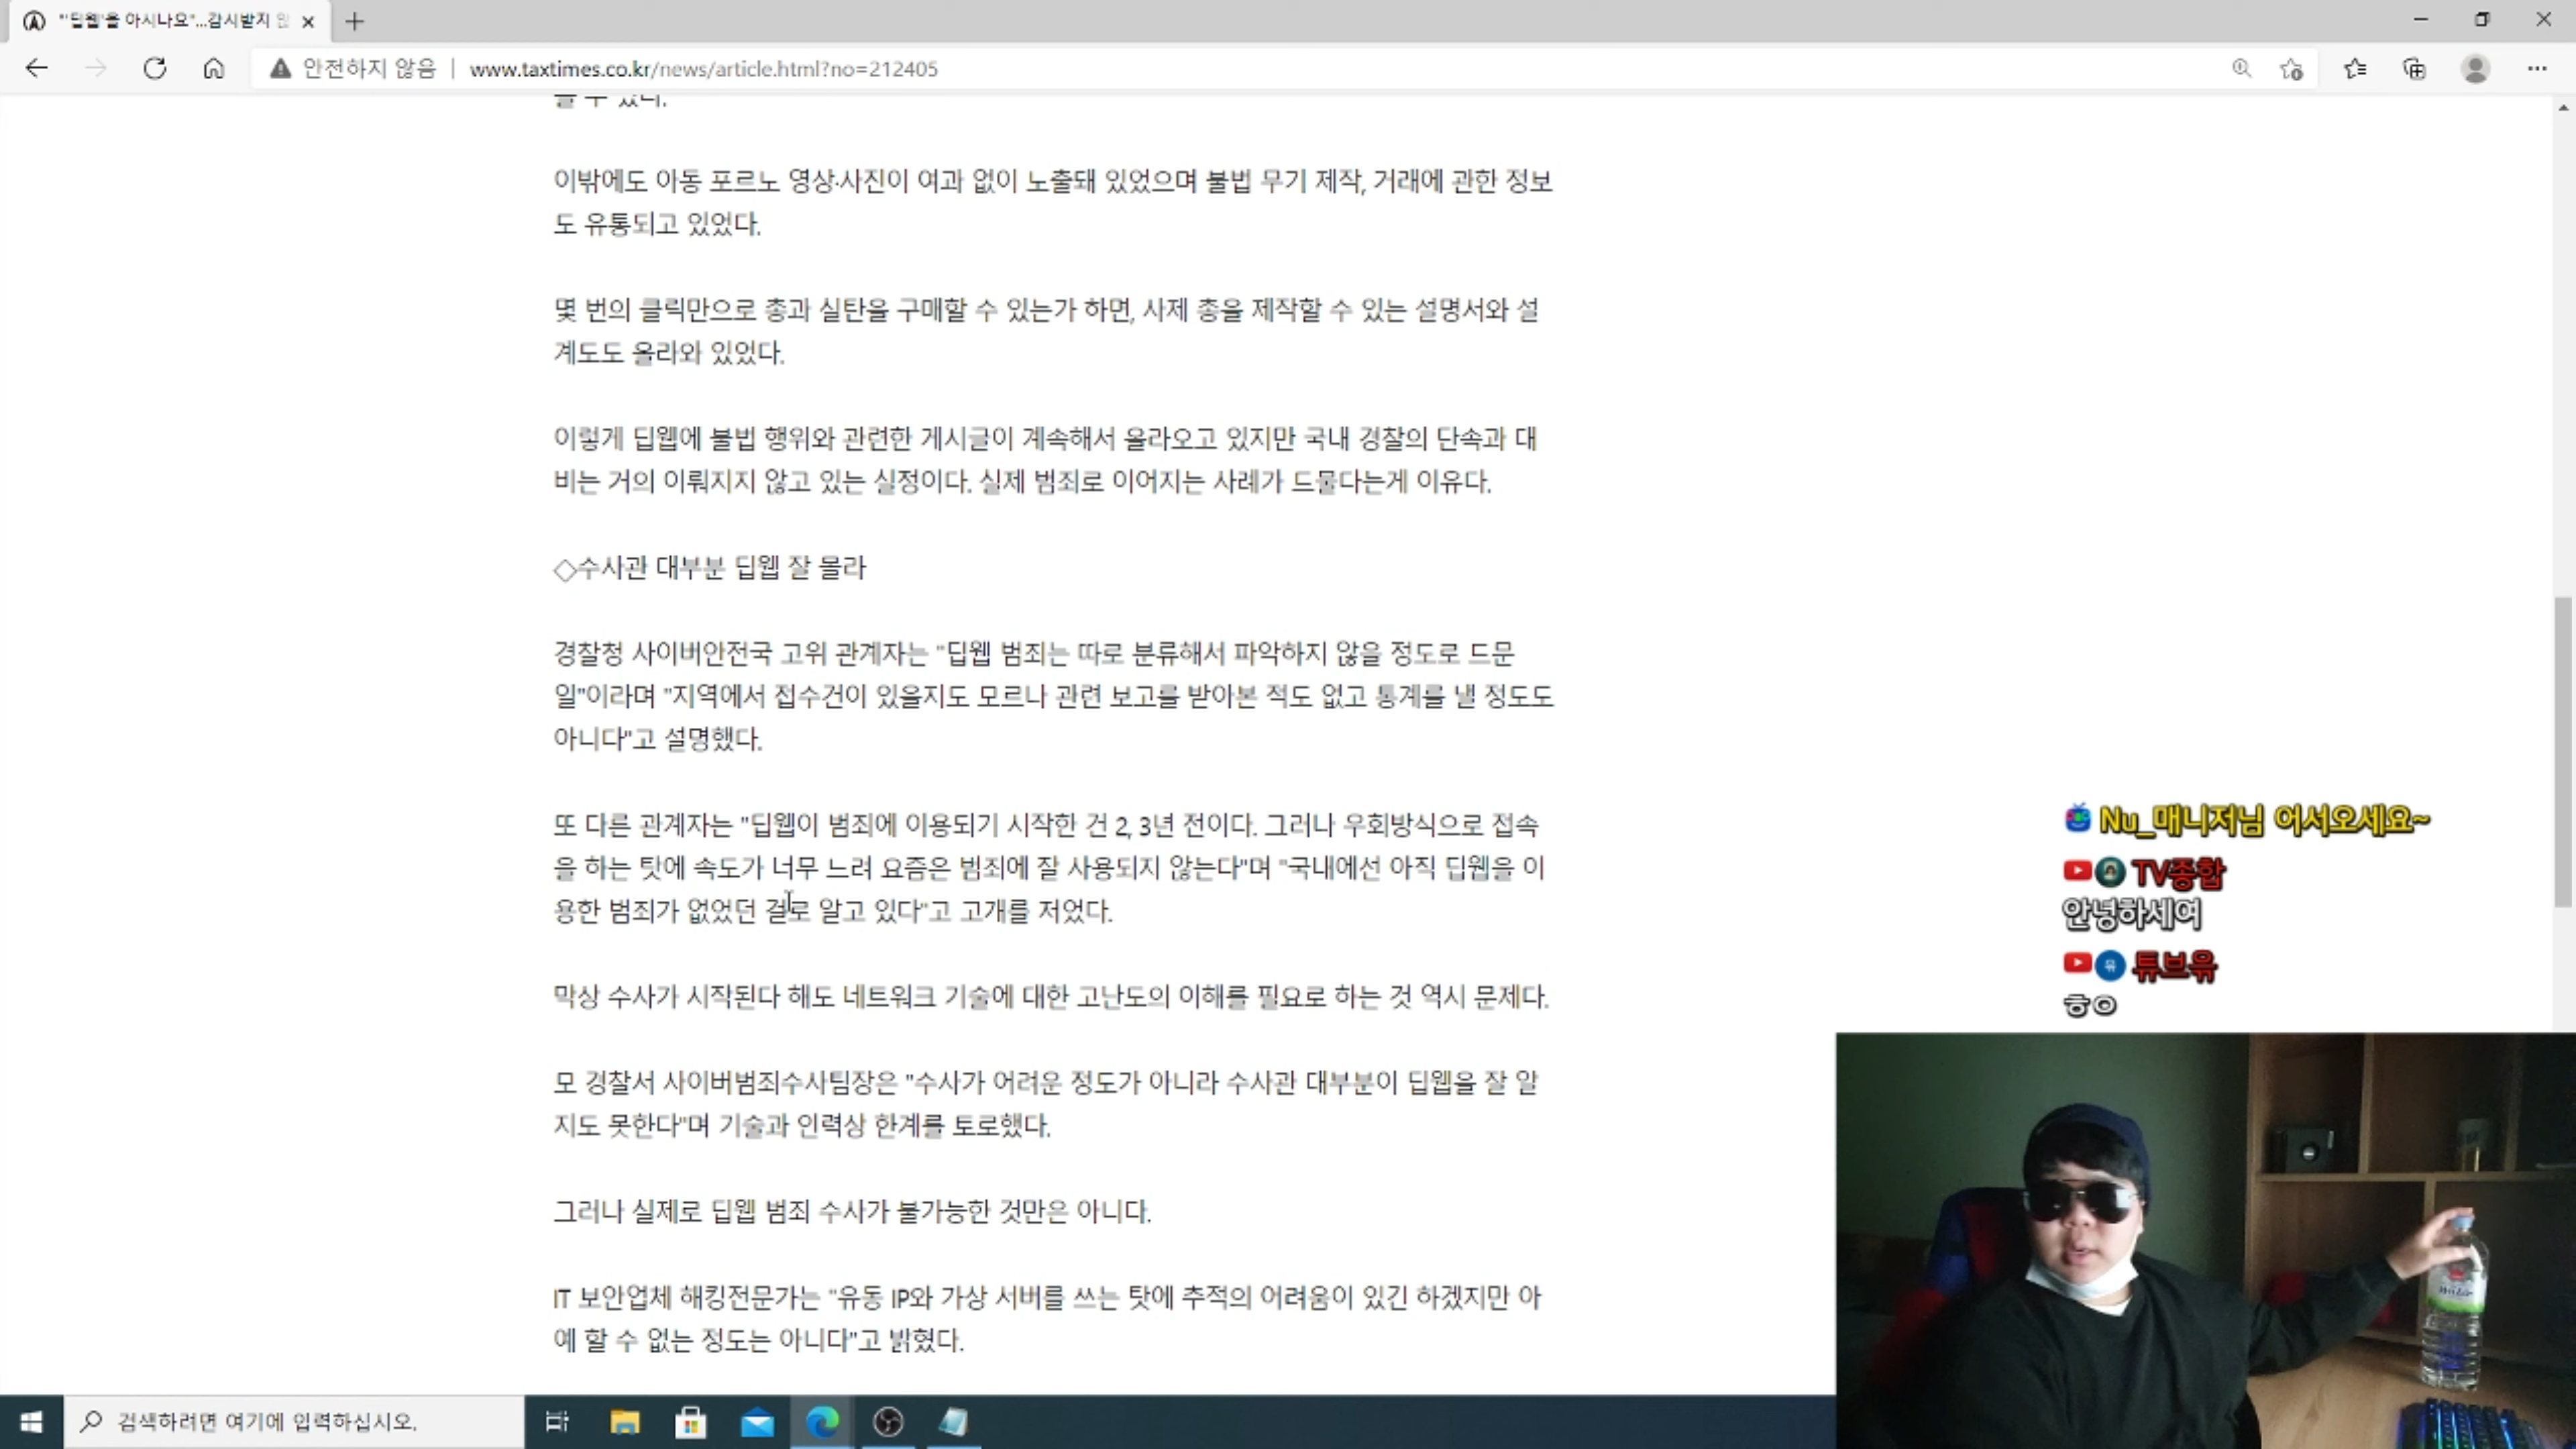 "'딥웹'을 아시나요"...감시받지 않
안전하지 않음 | www.taxtimes.co.kr/news/article.html?no=212405
를 수 있다.
이밖에도 아동 포르노 영상·사진이 여과 없이 노출돼 있었으며 불법 무기 제작, 거래에 관한 정보
도 유통되고 있었다.
몇 번의 클릭만으로 총과 실탄을 구매할 수 있는가 하면, 사제 총을 제작할 수 있는 설명서와 설
계도도 올라와 있었다.
이렇게 딥웹에 불법 행위와 관련한 게시글이 계속해서 올라오고 있지만 국내 경찰의 단속과 대
비는 거의 이뤄지지 않고 있는 실정이다. 실제 범죄로 이어지는 사례가 드물다는게 이유다.
◇수사관 대부분 딥웹 잘 몰라
경찰청 사이버안전국 고위 관계자는 "딥웹 범죄는 따로 분류해서 파악하지 않을 정도로 드문
일"이라며 "지역에서 접수건이 있을지도 모르나 관련 보고를 받아본 적도 없고 통계를 낼 정도도
아니다"고 설명했다.
또 다른 관계자는 "딥웹이 범죄에 이용되기 시작한 건 2, 3년 전이다. 그러나 우회방식으로 접속
을 하는 탓에 속도가 너무 느려 요즘은 범죄에 잘 사용되지 않는다"며 "국내에선 아직 딥웹을 이
용한 범죄가 없었던 걸로 알고 있다"고 고개를 저었다.
막상 수사가 시작된다 해도 네트워크 기술에 대한 고난도의 이해를 필요로 하는 것 역시 문제다.
모 경찰서 사이버범죄수사팀장은 "수사가 어려운 정도가 아니라 수사관 대부분이 딥웹을 잘 알
지도 못한다"며 기술과 인력상 한계를 토로했다.
그러나 실제로 딥웹 범죄 수사가 불가능한 것만은 아니다.
IT 보안업체 해킹전문가는 "유동 IP와 가상 서버를 쓰는 탓에 추적의 어려움이 있긴 하겠지만 아
예 할 수 없는 정도는 아니다"고 밝혔다.
Nu_매니저님 어서오세요~
TV종합
안녕하세여
튜브뮤
ㅎㅇ
검색하려면 여기에 입력하십시오.